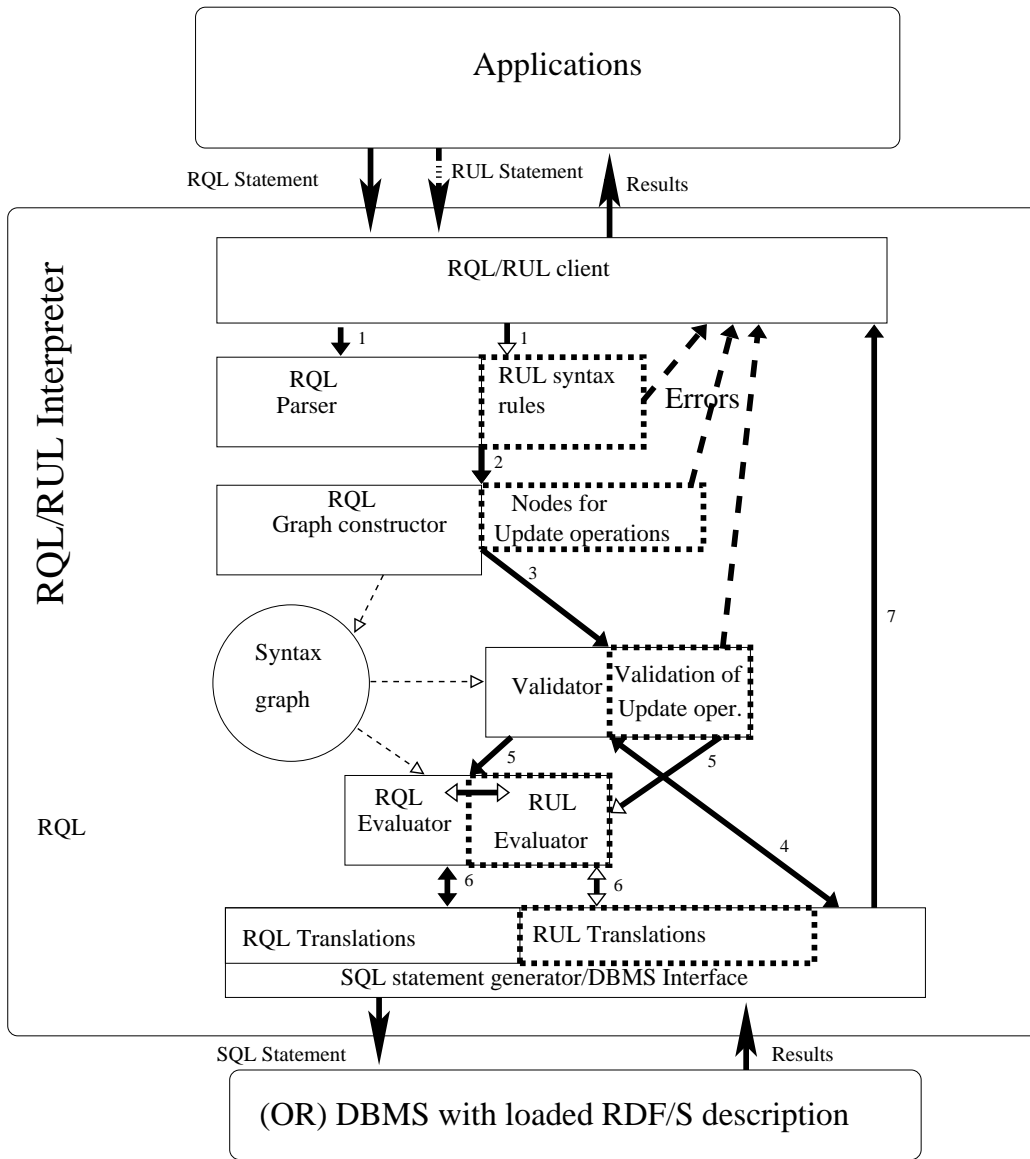 Applications
RQL Statement
RUL Statement
Results
RQL/RUL Interpreter
RQL/RUL client
1
1
RQL
Parser
RUL syntax
rules
Errors
2
RQL
Graph constructor
Nodes for
Update operations
3
7
Syntax
graph
Validator
Validation of
Update oper.
5
5
RQL
Evaluator
RUL
Evaluator
RQL
4
6
6
RQL Translations
RUL Translations
SQL statement generator/DBMS Interface
SQL Statement
Results
(OR) DBMS with loaded RDF/S description